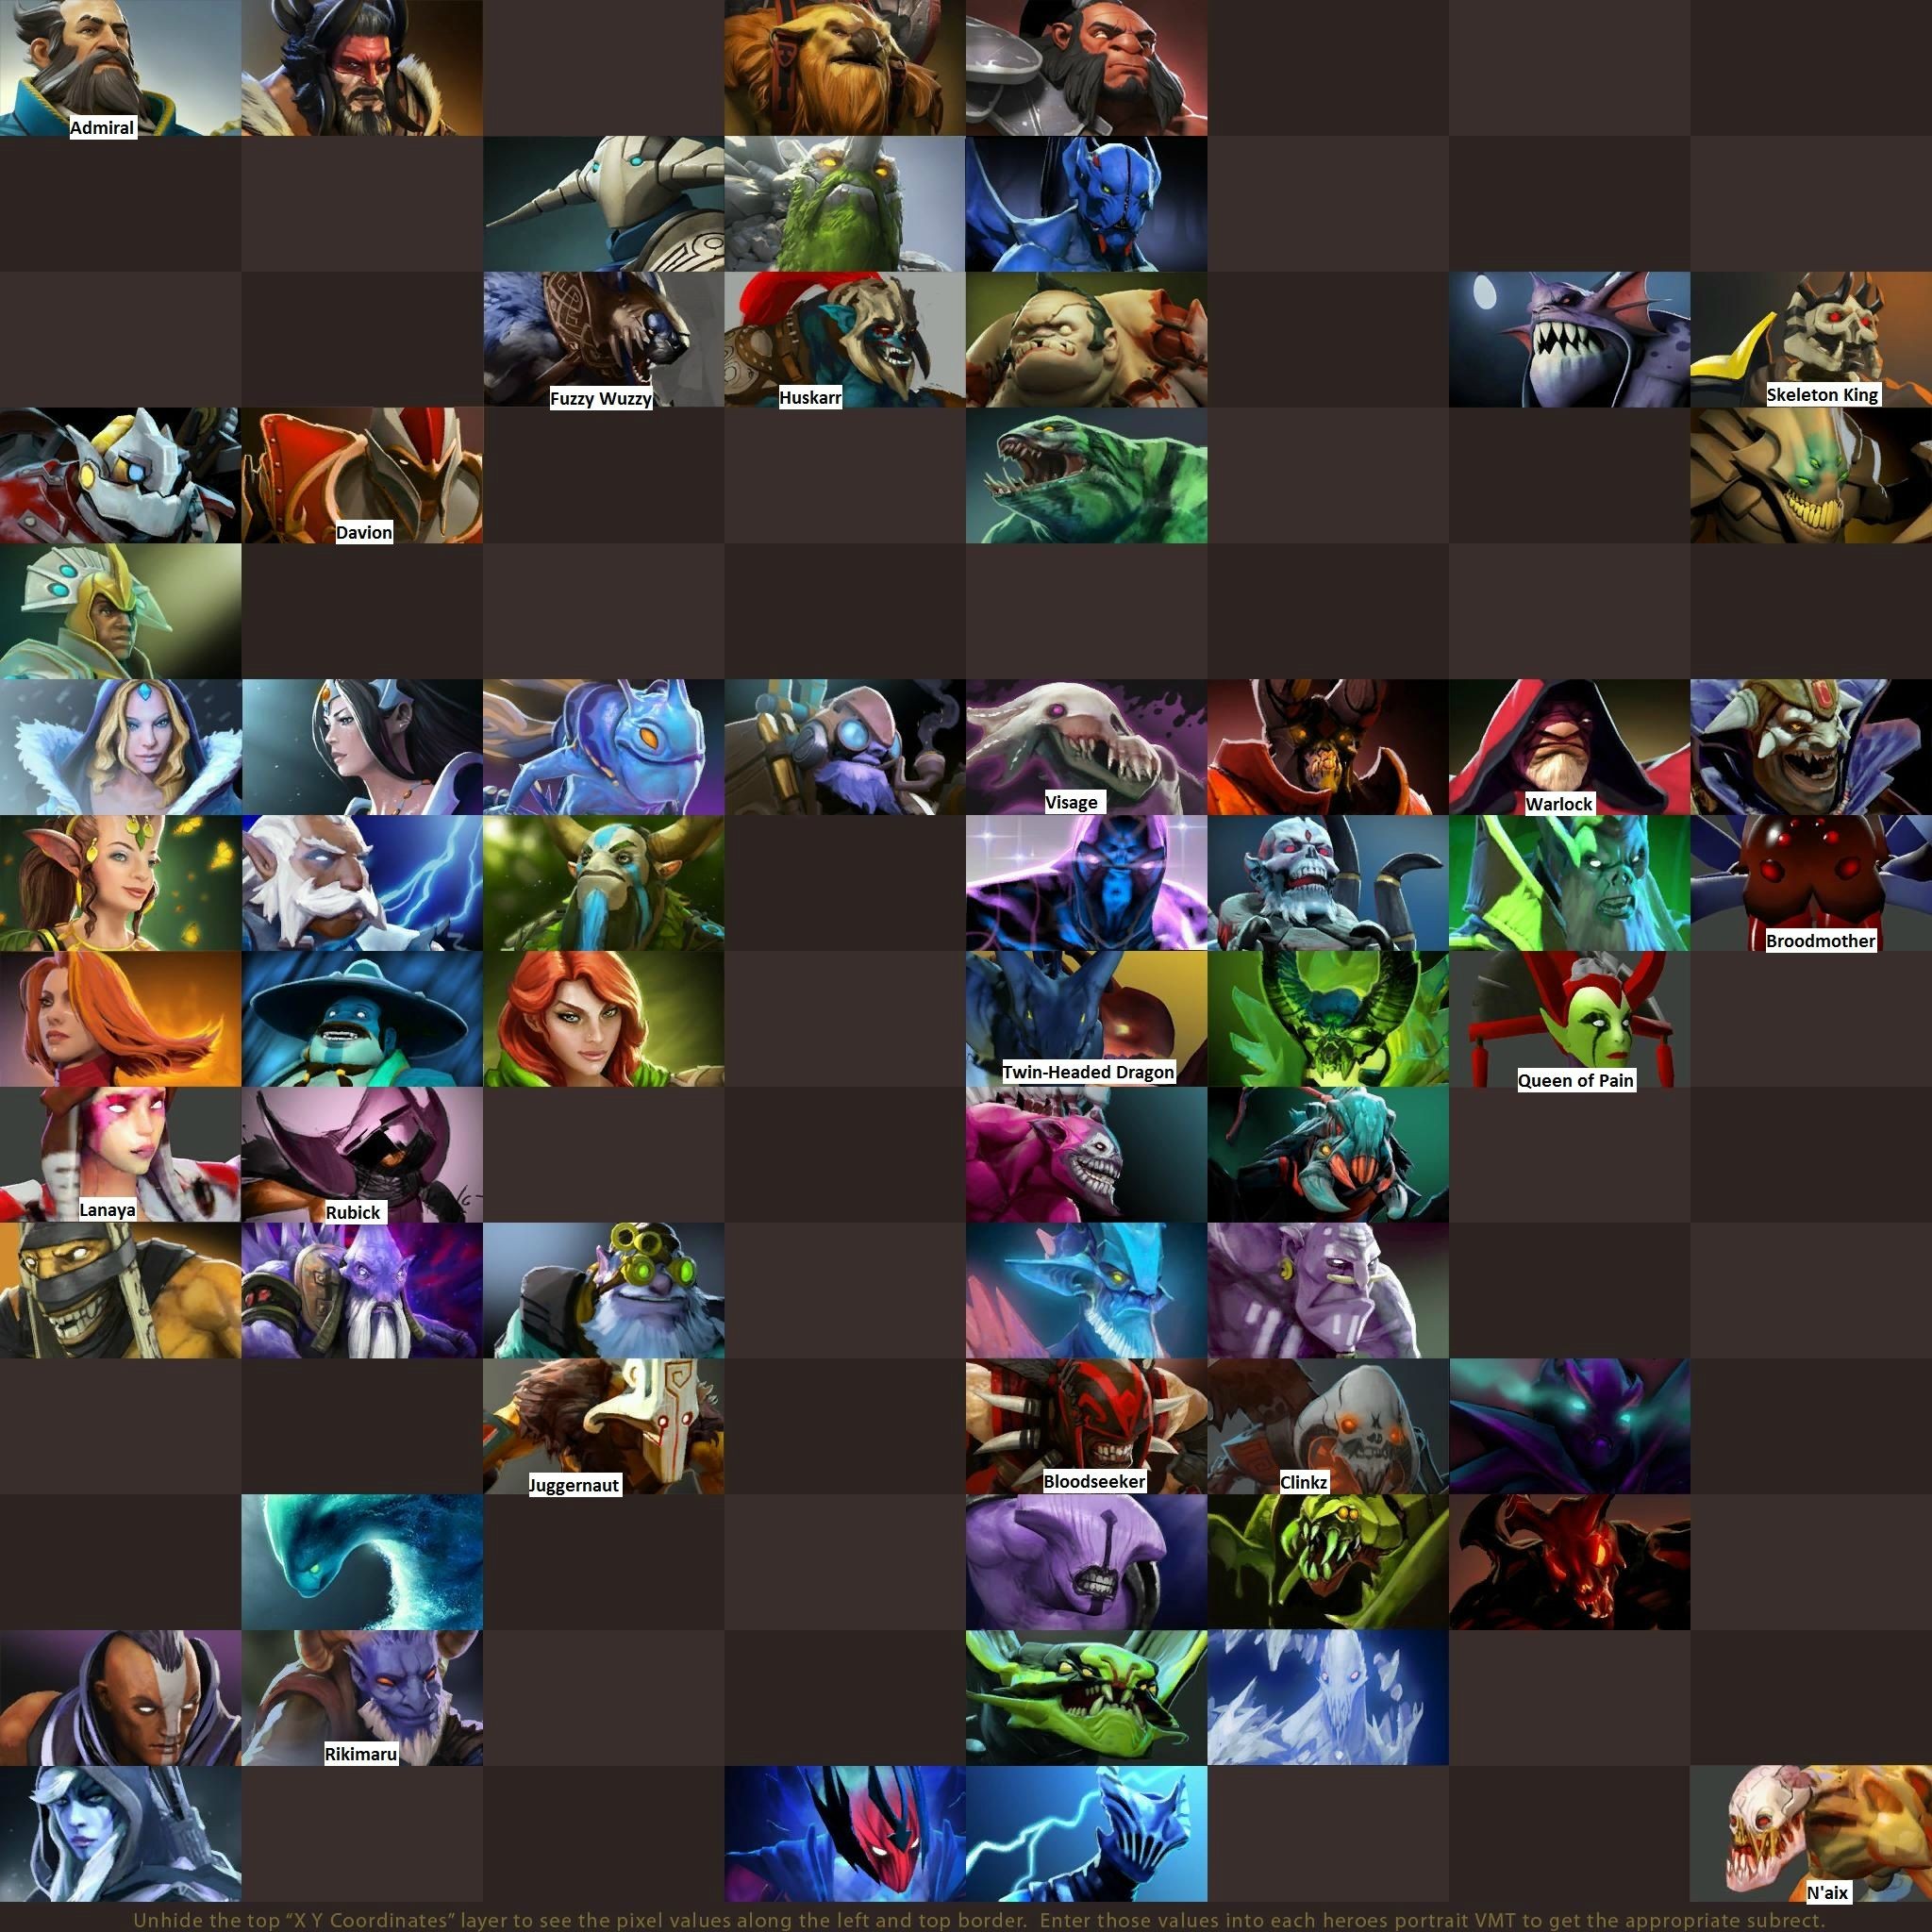 Admiral
Fuzzy Wuzzy
Huskarr
Skeleton King
Davion
Visage
Warlock
Broodmother
Twin-Headed Dragon
Queen of Pain
Lanaya
Rubick
Juggernaut
Bloodseeker
Clinkz
Rikimaru
N'aix
Unhide the top “X Y Coordinates” layer to see the pixel values along the left and top border. Enter those values into each heroes portrait VMT to get the appropriate subrect.